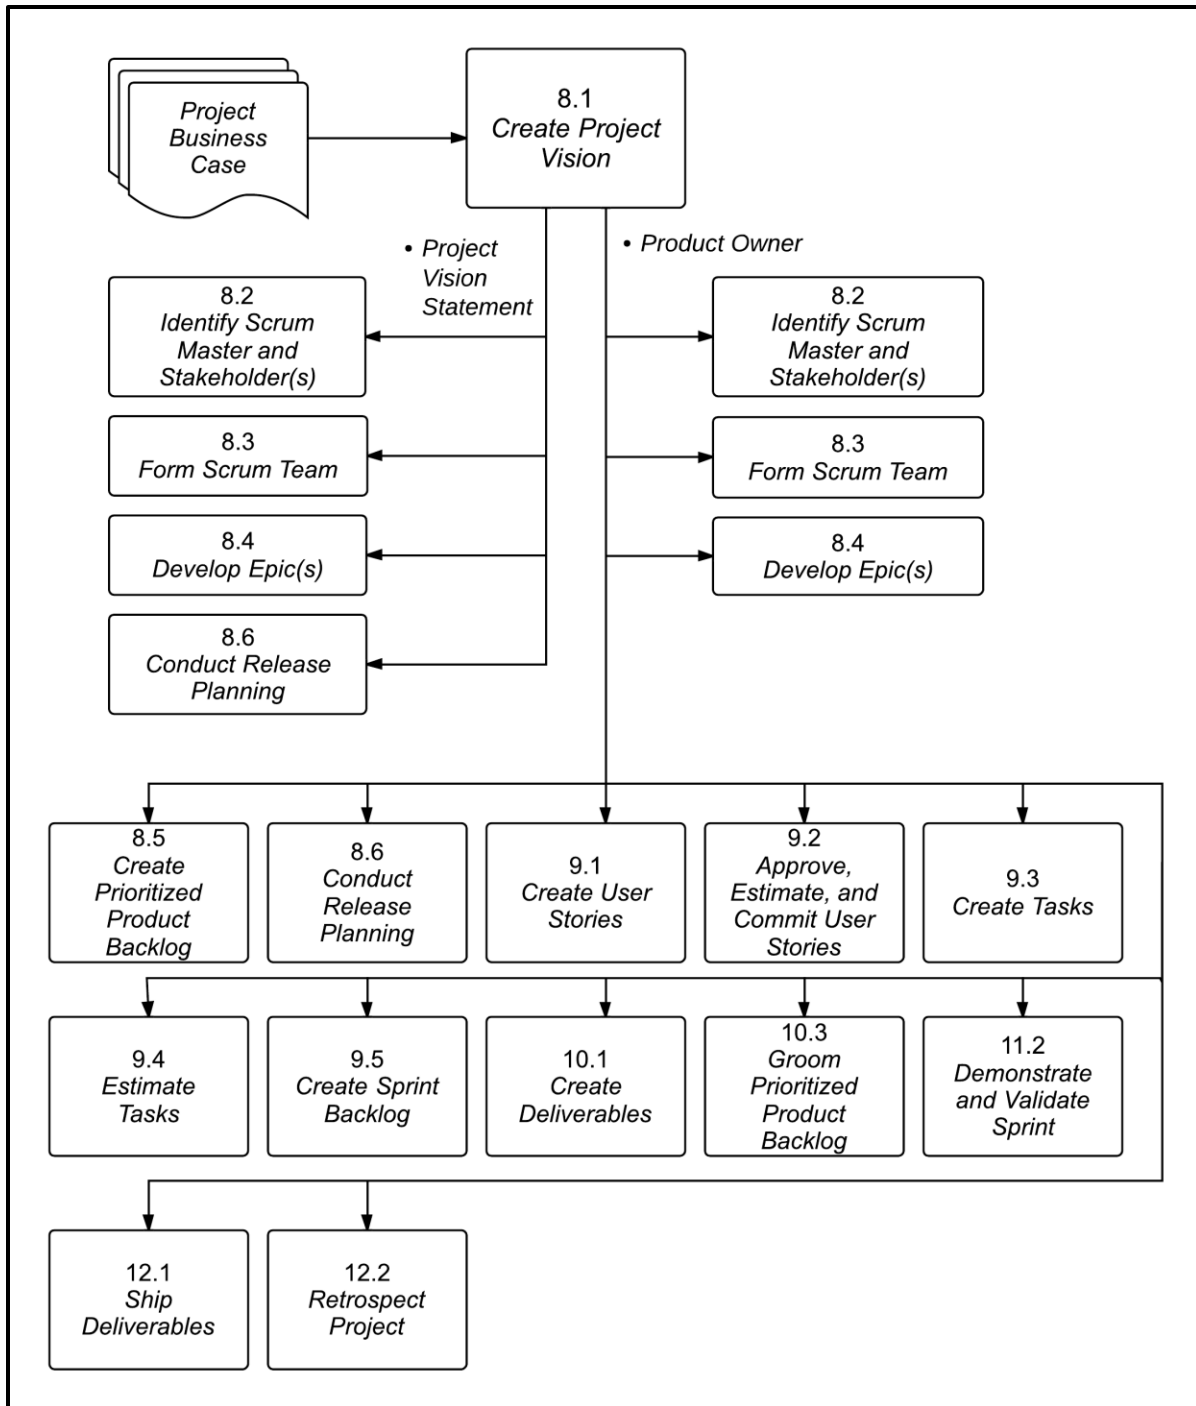 Project
Business
Case
8.1
Create Project
Vision
• Project
Vision
Statement
• Product Owner
8.2
Identify Scrum
Master and
Stakeholder(s)
8.2
Identify Scrum
Master and
Stakeholder(s)
8.3
Form Scrum Team
8.3
Form Scrum Team
8.4
Develop Epic(s)
8.4
Develop Epic(s)
8.6
Conduct Release
Planning
8.5
Create
Prioritized
Product
Backlog
8.6
Conduct
Release
Planning
9.1
Create User
Stories
9.2
Approve,
Estimate, and
Commit User
Stories
9.3
Create Tasks
9.4
Estimate
Tasks
9.5
Create Sprint
Backlog
10.1
Create
Deliverables
10.3
Groom
Prioritized
Product
Backlog
11.2
Demonstrate
and Validate
Sprint
12.1
Ship
Deliverables
12.2
Retrospect
Project